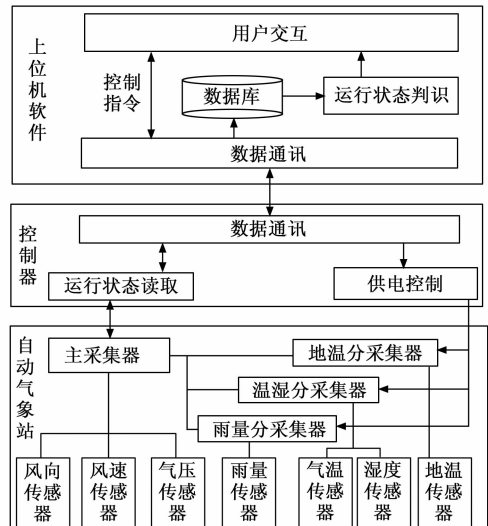 上位机软件
用户交互
控制
指令
数据库
运行状态判识
数据通讯
控制器
数据通讯
运行状态读取
供电控制
自动气象站
主采集器
地温分采集器
温湿分采集器
雨量分采集器
风向
传感
器
风速
传感
器
气压
传感
器
雨量
传感
器
气温
传感
器
湿度
传感
器
地温
传感
器